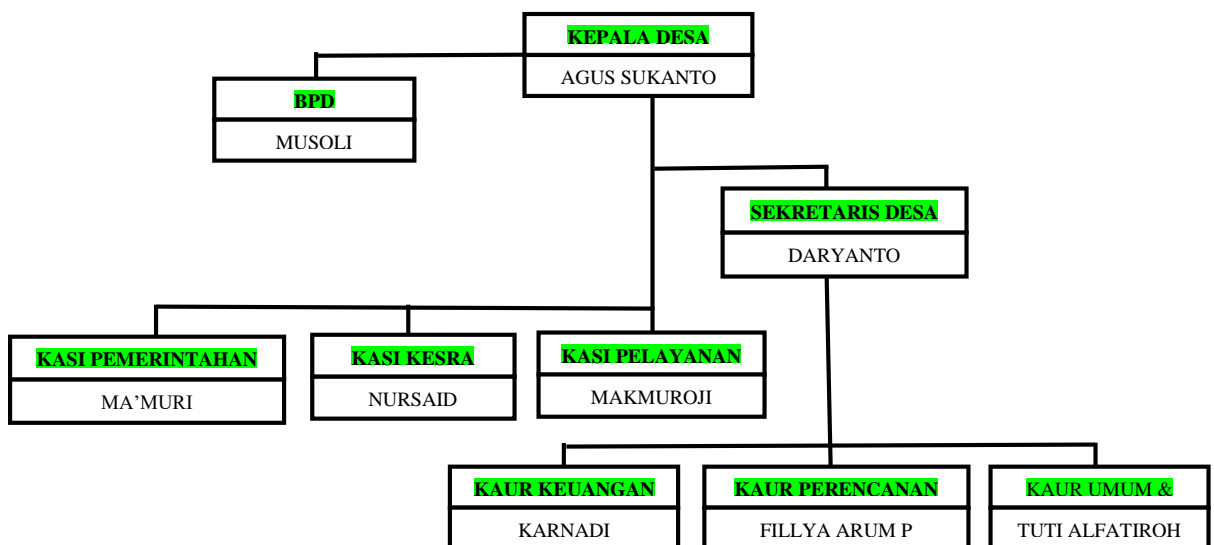 KEPALA DESA
AGUS SUKANTO
BPD
MUSOLI
SEKRETARIS DESA
DARYANTO
KASI PEMERINTAHAN
MA’MURI
KASI KESRA
NURSAID
KASI PELAYANAN
MAKMUROJI
KAUR KEUANGAN
KARNADI
KAUR PERENCANAN
FILLYA ARUM P
KAUR UMUM &
TUTI ALFATIROH